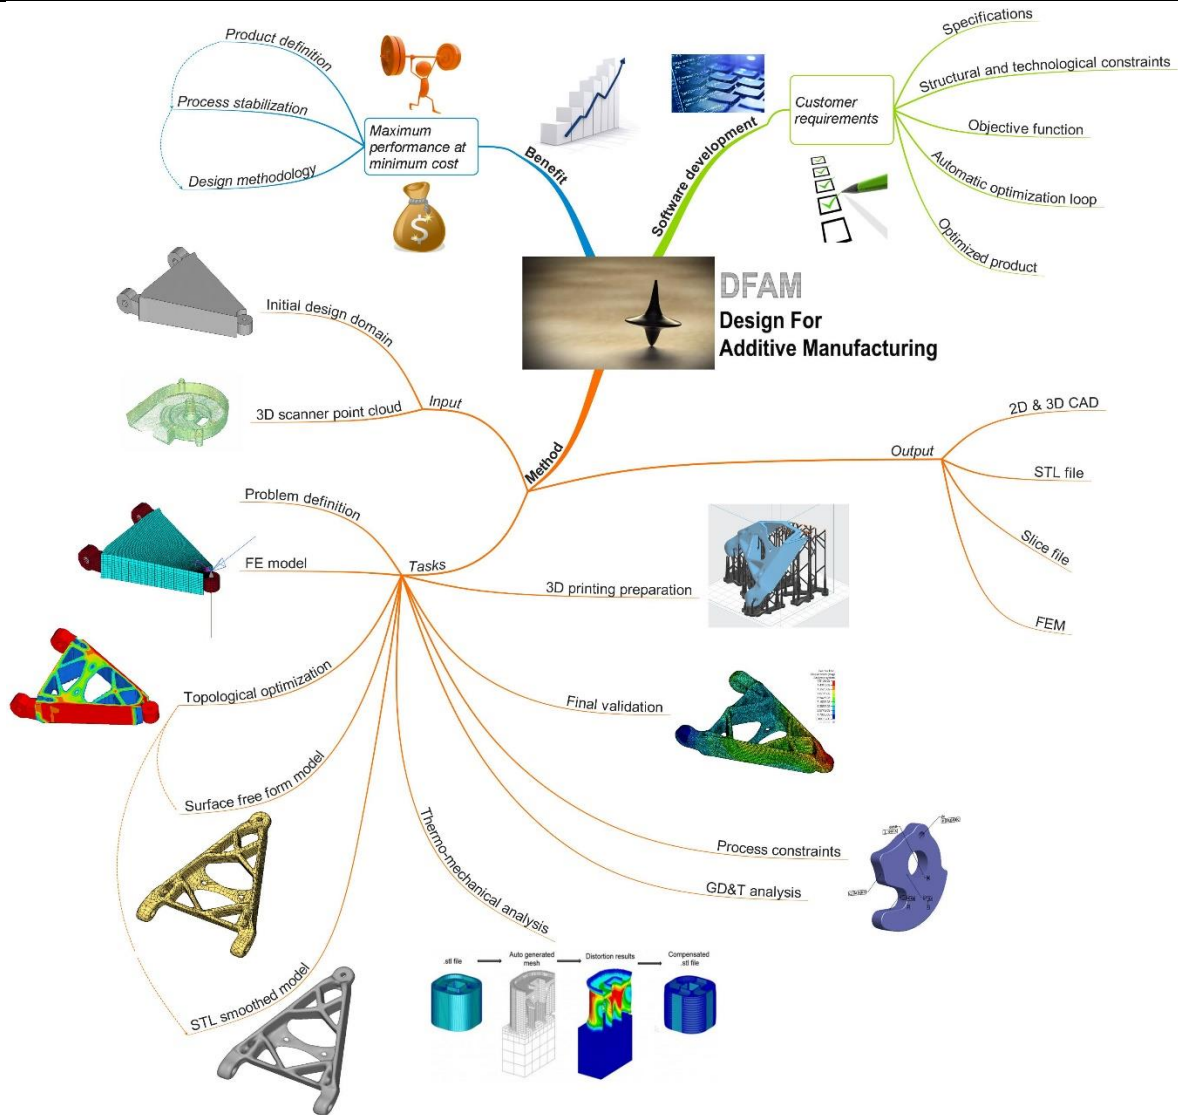 Product definition
Process stabilization
Design methodology
Maximum
performance at
minimum cost
$
Benefit
Software development
Customer
requirements
Specifications
Structural and technological constraints
Objective function
Automatic optimization loop
Optimized product
DFAM
Design For
Additive Manufacturing
Initial design domain
3D scanner point cloud
Input
Method
Output
2D & 3D CAD
STL file
Slice file
FEM
Problem definition
FE model
Tasks
3D printing preparation
Topological optimization
Final validation
Surface free form model
Thermo-mechanical analysis
Process constraints
GD&T analysis
STL smoothed model
.stl file
Auto generated
mesh
Distortion results
Compensated
.stl file